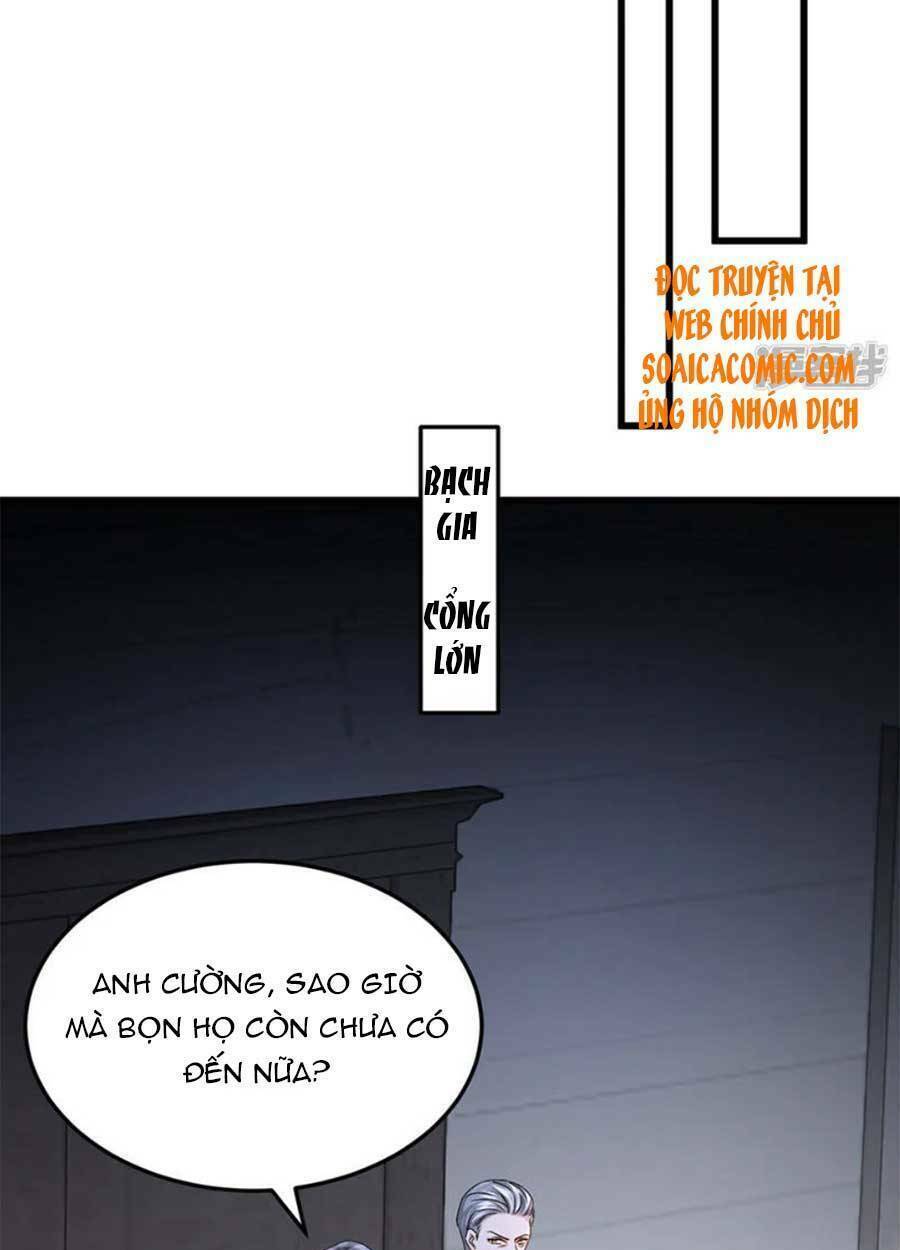 ĐỌC TRUYỆN TẠI
WEB CHÍNH CHỦ
SOAICACOMIC.COM
ỦNG HỘ NHÓM DỊCH
BẠCH
GIA
CỔNG
LỚN
ANH CƯỜNG, SAO GIỜ
MÀ BỌN HỌ CÒN CHƯA CÓ
ĐẾN NỮA?